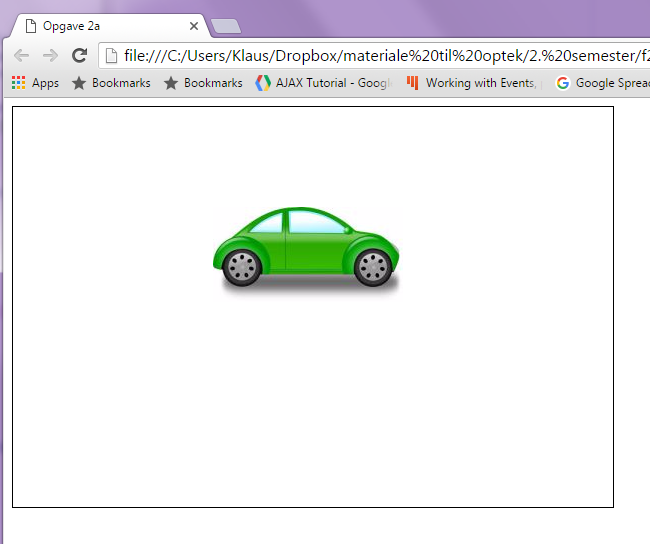 Opgave 2a
file:///C:/Users/Klaus/Dropbox/materiale%20til%20optek/2.%20semester/f2
Apps Bookmarks Bookmarks AJAX Tutorial - Googl Working with Events, Google Spread